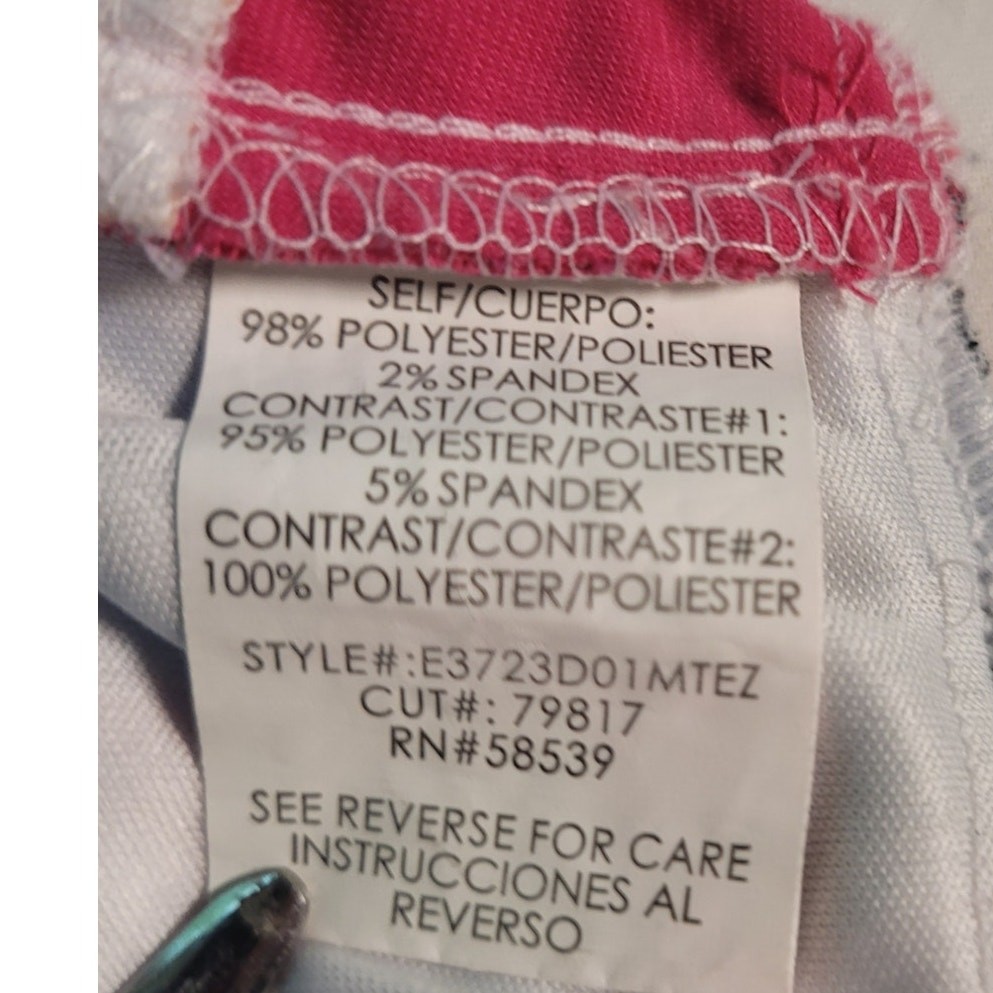 SELF/CUERPO:
98% POLYESTER/POLIESTER
2% SPANDEX
CONTRAST/CONTRASTE#1:
95% POLYESTER/POLIESTER
5% SPANDEX
CONTRAST/CONTRASTE#2:
100% POLYESTER/POLIESTER
STYLE#:E3723D01MTEZ
CUT#: 79817
RN#58539
SEE REVERSE FOR CARE
INSTRUCCIONES AL
REVERSO